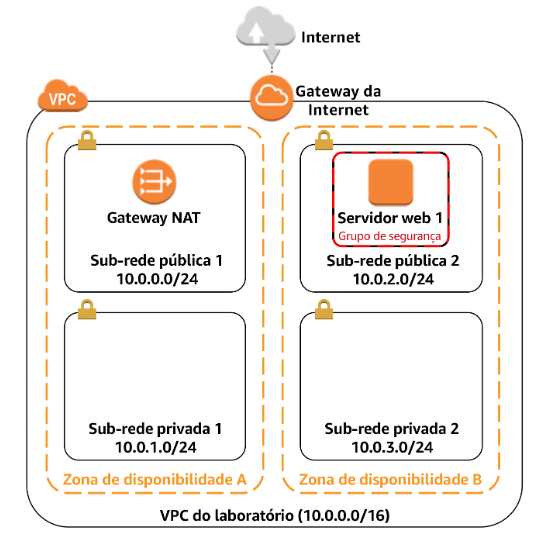 Internet
Gateway da
Internet
VPC
Gateway NAT
Sub-rede pública 1
10.0.0.0/24
Servidor web 1
Grupo de segurança
Sub-rede pública 2
10.0.2.0/24
Sub-rede privada 1
10.0.1.0/24
Sub-rede privada 2
10.0.3.0/24
Zona de disponibilidade A
Zona de disponibilidade B
VPC do laboratório (10.0.0.0/16)